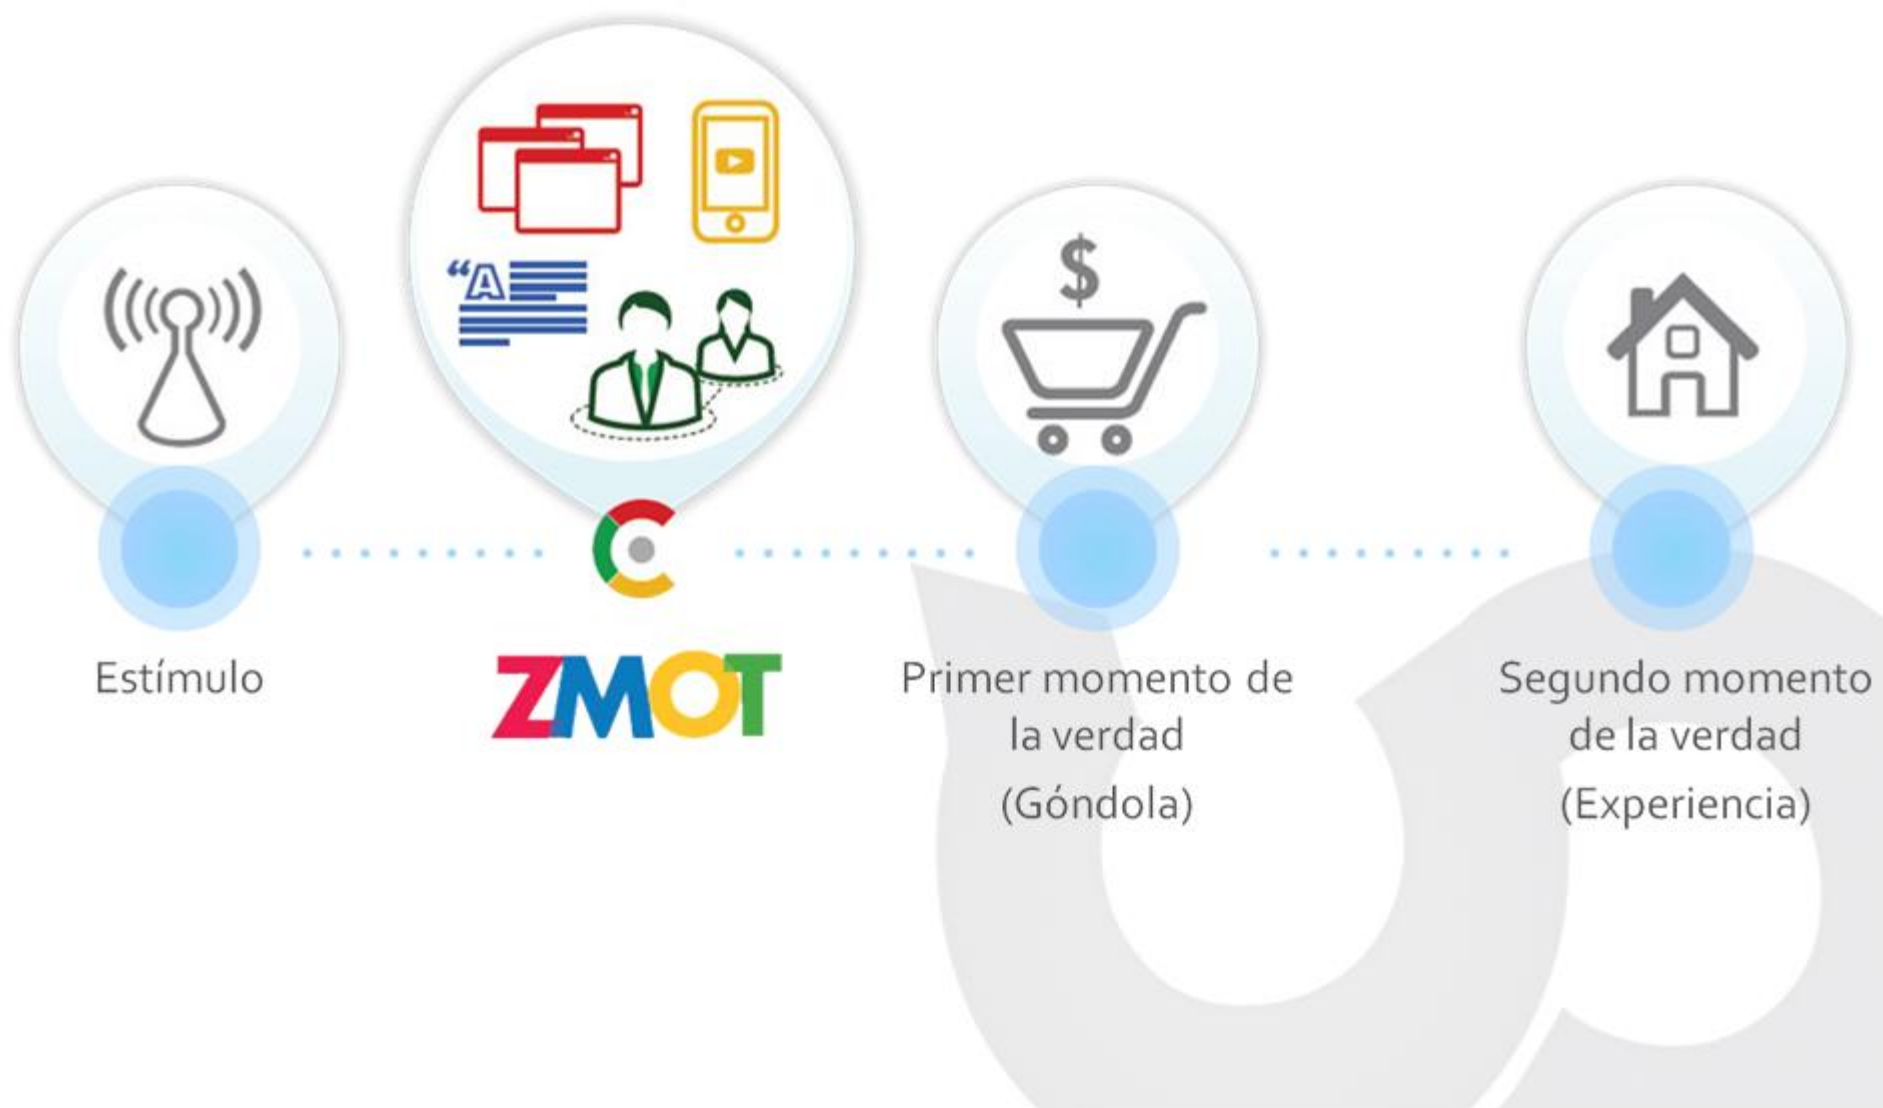 $
“A
Estímulo
ZMOT
Primer momento de
la verdad
(Góndola)
Segundo momento
de la verdad
(Experiencia)